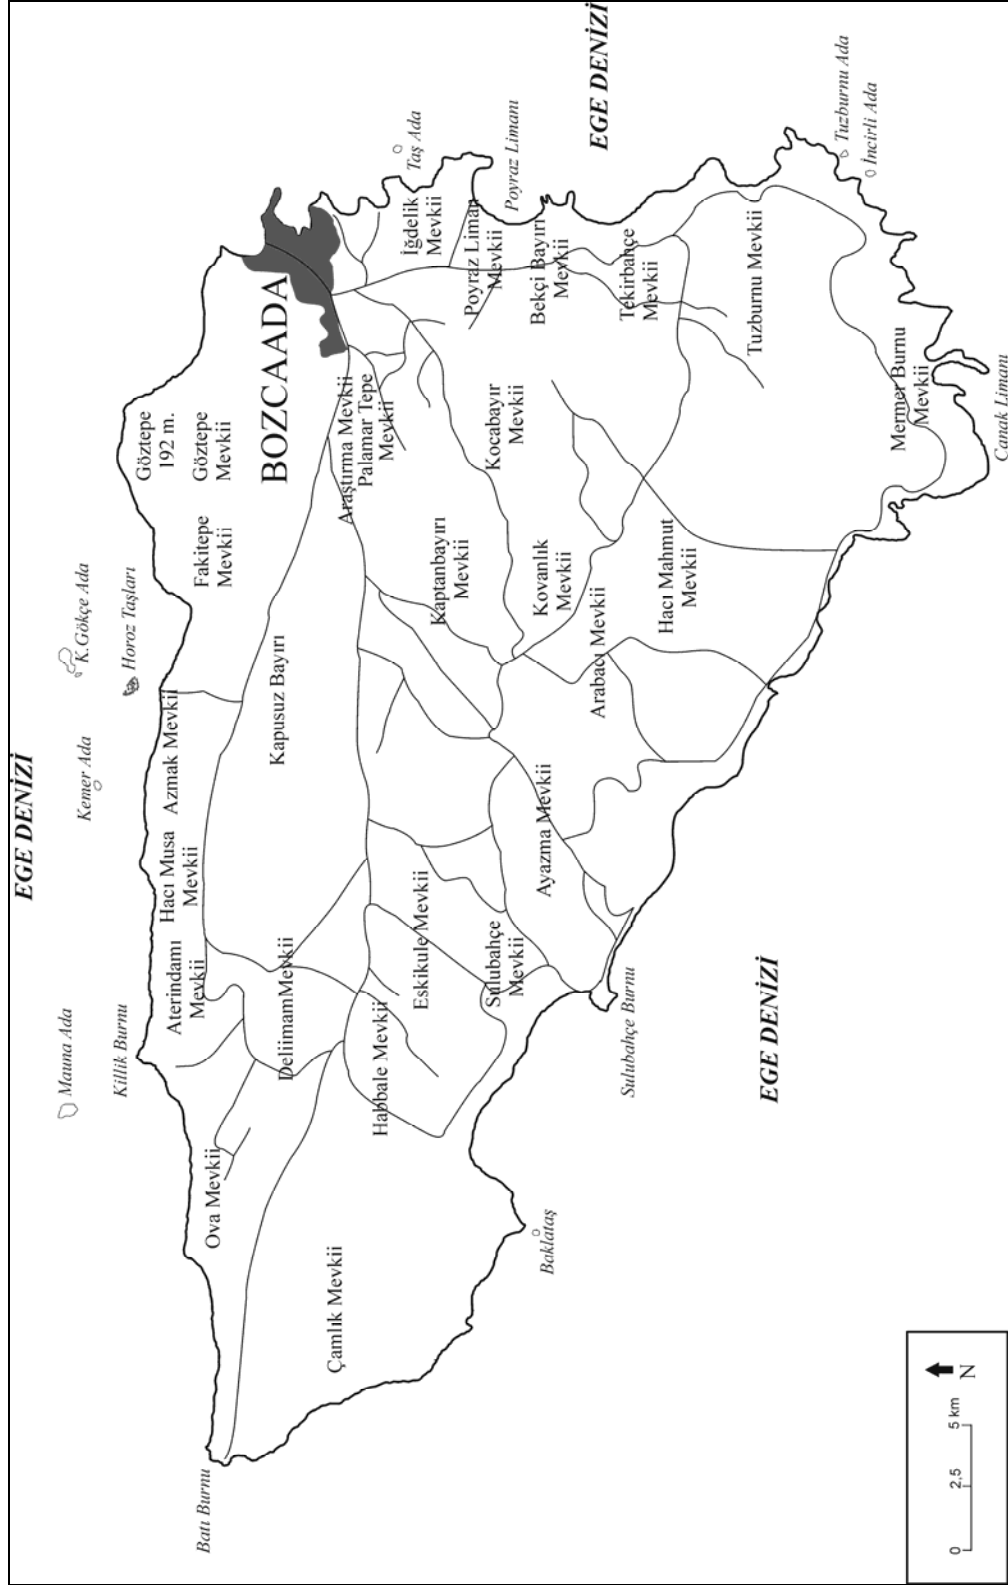 EGE DENİZİ
Mauna Ada
Kemer Ada
K.Gökçe Ada
Killik Burnu
Horoz Taşları
Göztepe
192 m.
Aterindamı
Mevkii
Hacı Musa
Mevkii
Azmak Mevkii
Fakitepe
Mevkii
Göztepe
Mevkii
Batı Burnu
Ova Mevkii
Deliimam Mevkii
Kapusuz Bayırı
BOZCAADA
Çamlık Mevkii
Araştırma Mevkii
Palamar Tepe
Mevkii
Habbale Mevkii
Eskikule Mevkii
Kaptanbayırı
Mevkii
İğdelik
Mevkii
Taş Ada
Sulubahçe
Mevkii
Kocabayır
Mevkii
Poyraz Liman
Mevkii
Poyraz Limanı
Baklataş
Ayazma Mevkii
Kovanlık
Mevkii
Bekçi Bayırı
Mevkii
EGE DENİZİ
Sulubahçe Burnu
Arabacı Mevkii
Hacı Mahmut
Mevkii
Tekirbahçe
Mevkii
EGE DENİZİ
Tuzburnu Mevkii
Tuzburnu Ada
İncirli Ada
Mermer Burnu
Mevkii
Çanak Limanı
0 2,5 5 km
N